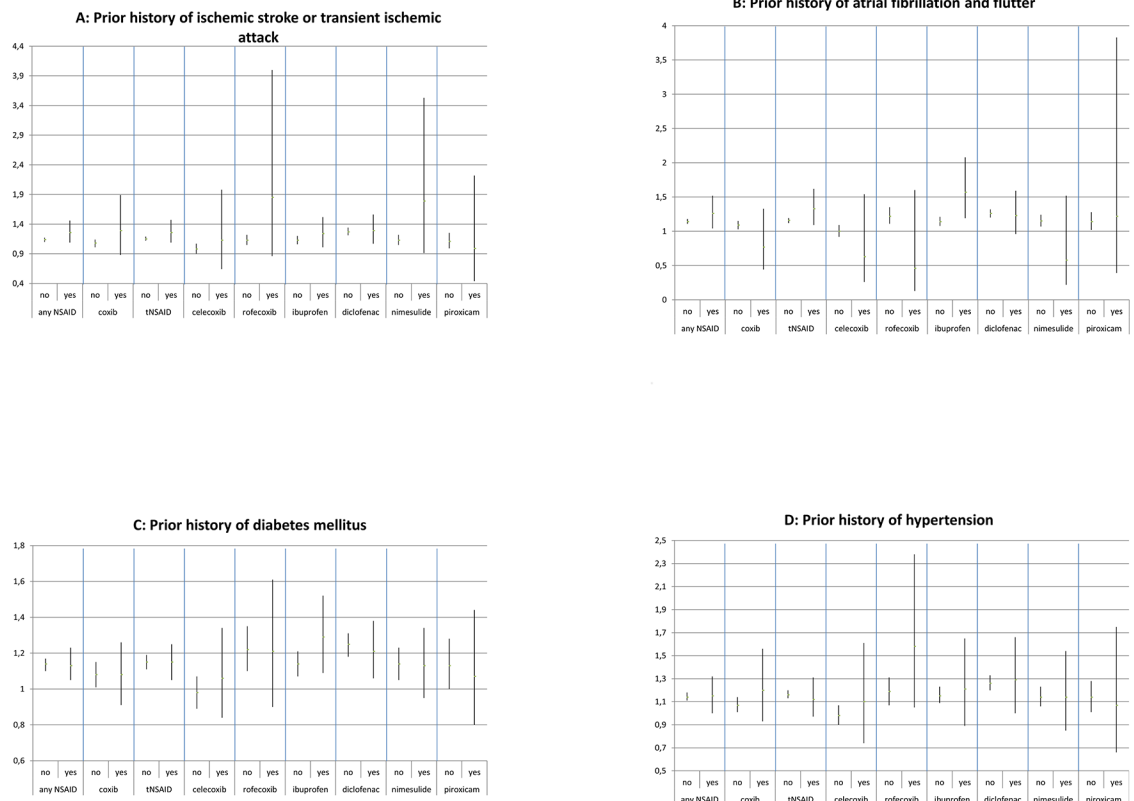 A: Prior history of ischemic stroke or transient ischemic
attack
4,4
3,9
3,4
2,9
2,4
1,9
1,4
0,9
0,4
no yes no yes no yes no yes no yes no yes no yes no yes no yes
any NSAID coxib tNSAID celecoxib rofecoxib ibuprofen diclofenac nimesulide piroxicam
B: Prior history of atrial fibrillation and flutter
4
3,5
3
2,5
2
1,5
1
0,5
0
no yes no yes no yes no yes no yes no yes no yes no yes no yes
any NSAID coxib tNSAID celecoxib rofecoxib ibuprofen diclofenac nimesulide piroxicam
C: Prior history of diabetes mellitus
1,8
1,6
1,4
1,2
1
0,8
0,6
no yes no yes no yes no yes no yes no yes no yes no yes no yes
any NSAID coxib tNSAID celecoxib rofecoxib ibuprofen diclofenac nimesulide piroxicam
D: Prior history of hypertension
2,5
2,3
2,1
1,9
1,7
1,5
1,3
1,1
0,9
0,7
0,5
no yes no yes no yes no yes no yes no yes no yes no yes no yes
any NSAID coxib tNSAID celecoxib rofecoxib ibuprofen diclofenac nimesulide piroxicam